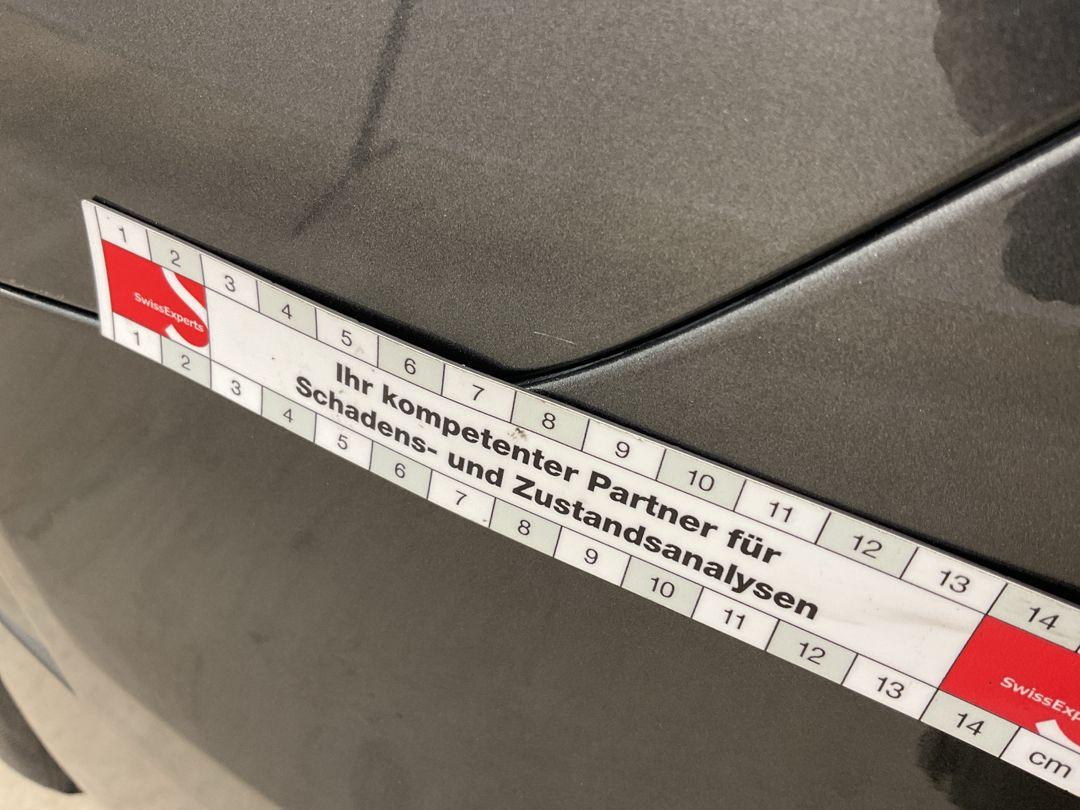 1 2 3 4 5 6 7 8 9 10 11 12 13 14
SwissExperts
Ihr kompetenter Partner für
Schadens- und Zustandsanalysen
SwissExp
1 2 3 4 5 6 7 8 9 10 11 12 13 14 cm